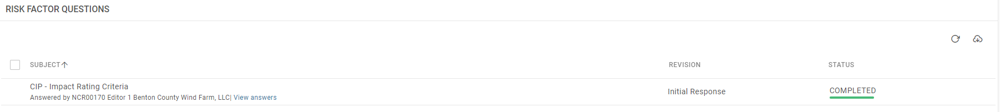 RISK FACTOR QUESTIONS
SUBJECT
REVISION
STATUS
CIP - Impact Rating Criteria
Answered by NCR00170 Editor 1 Benton County Wind Farm, LLC| View answers
Initial Response
COMPLETED